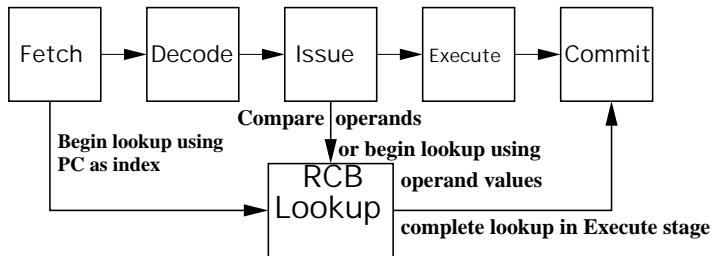 Fetch
Decode
Issue
Execute
Commit
Compare operands
Begin lookup using
PC as index
or begin lookup using
operand values
RCB
Lookup
complete lookup in Execute stage